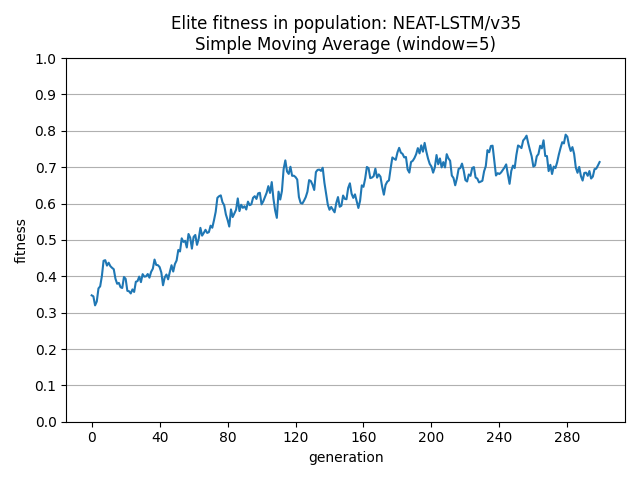 Elite fitness in population: NEAT-LSTM/v35
Simple Moving Average (window=5)
1.0
0.9
0.8
0.7
0.6
0.5
0.4
0.3
0.2
0.1
0.0
fitness
0 40 80 120 160 200 240 280
generation